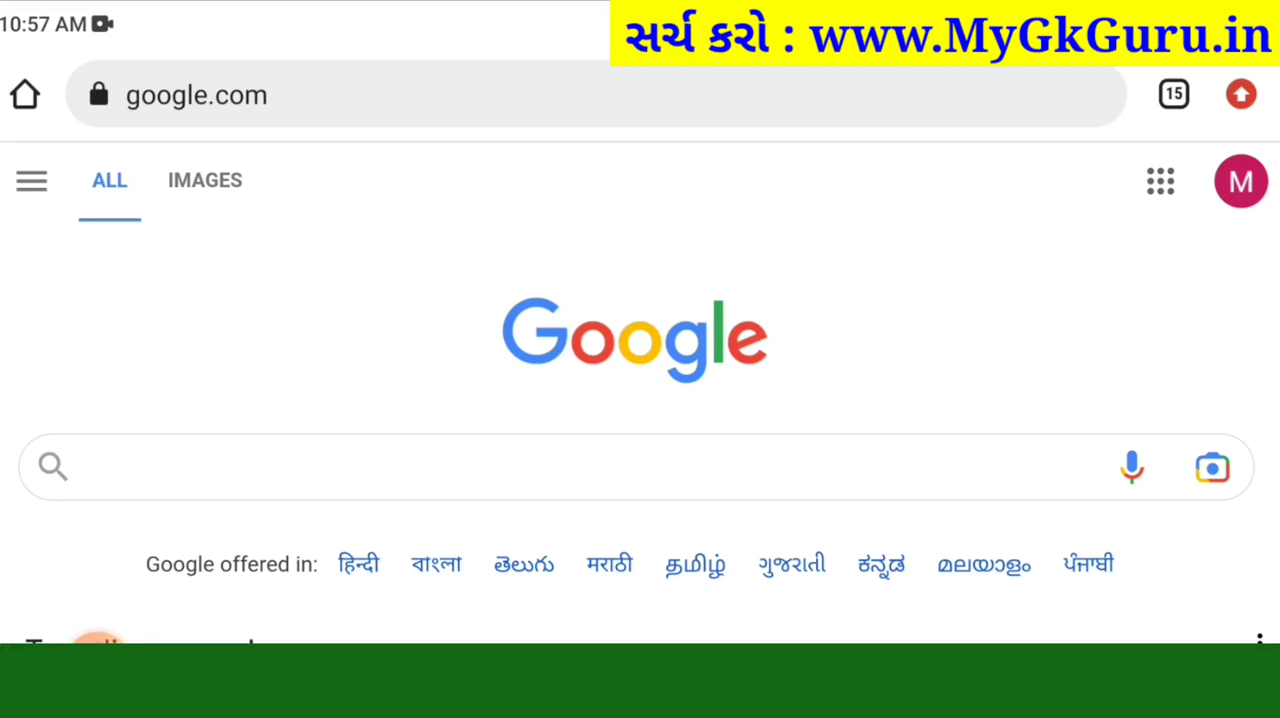 10:57 AM
સર્ચ કરો : www.MyGkGuru.in
google.com
15
ALL IMAGES
M
Google
Google offered in: हिन्दी বাংলা తెలుగు मराठी தமிழ் ગુજરાતી ಕನ್ನಡ മലയാളം ਪੰਜਾਬੀ